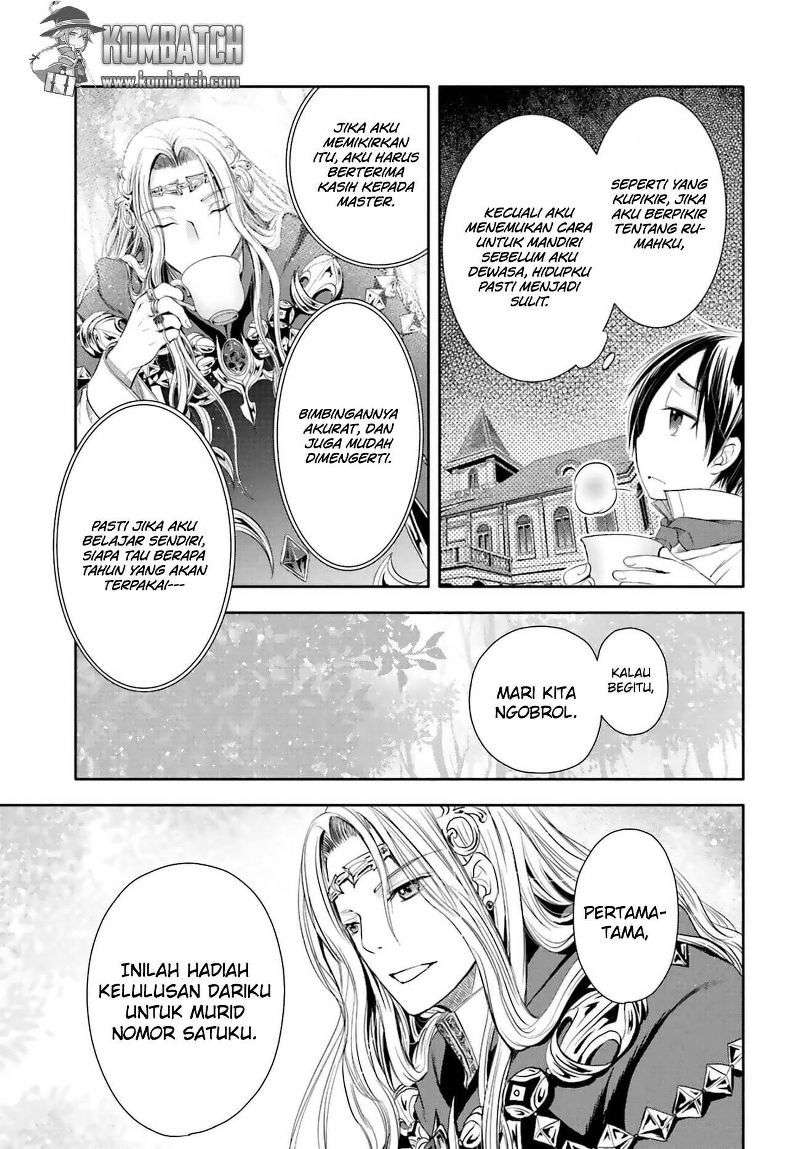 KOMBATCH
www.kombatch.com
SEPERTI YANG
KUPIKIR, JIKA
AKU BERPIKIR
TENTANG RU-
MAHKU,
KECUALI AKU
MENEMUKAN CARA
UNTUK MANDIRI
SEBELUM AKU
DEWASA, HIDUPKU
PASTI MENJADI
SULIT.
JIKA AKU
MEMIKIRKAN
ITU, AKU HARUS
BERTERIMA
KASIH KEPADA
MASTER.
BIMBINGANNYA
AKURAT, DAN
JUGA MUDAH
DIMENGERTI.
PASTI JIKA AKU
BELAJAR SENDIRI,
SIAPA TAU BERAPA
TAHUN YANG AKAN
TERPAKAI---
KALAU
BEGITU,
MARI KITA
NGOBROL.
PERTAMA-
TAMA,
INILAH HADIAH
KELULUSAN DARIKU
UNTUK MURID
NOMOR SATUKU.